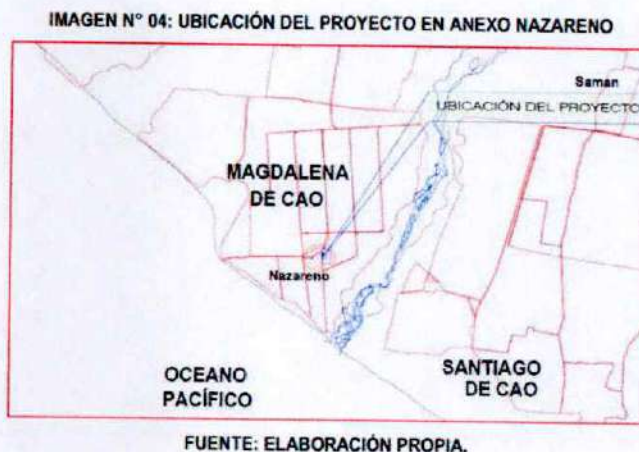 IMAGEN N° 04: UBICACIÓN DEL PROYECTO EN ANEXO NAZARENO
Saman
UBICACIÓN DEL PROYECTO
MAGDALENA
DE CAO
Nazareno
OCEANO
PACÍFICO
SANTIAGO
DE CAO
FUENTE: ELABORACIÓN PROPIA.